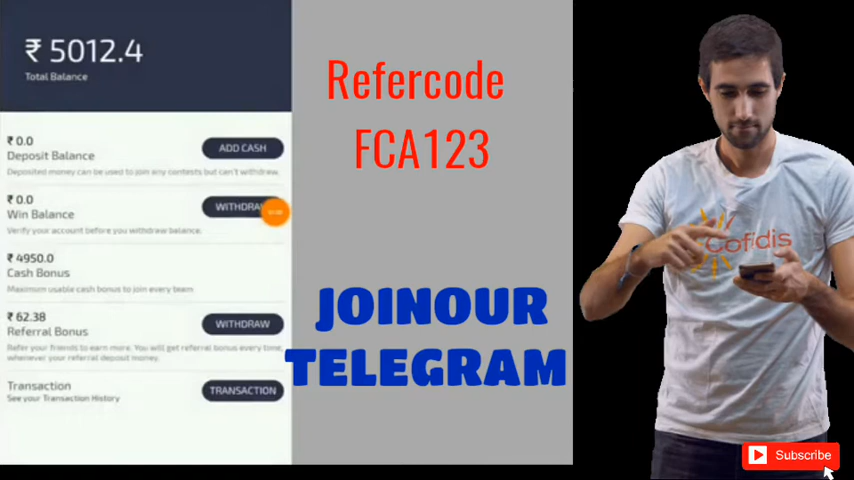 ₹ 5012.4
Total Balance
₹ 0.0
Deposit Balance
ADD CASH
Deposited money can be used to join any contests but can't withdraw.
₹ 0.0
Win Balance
WITHDRAW
Verify your account before you withdraw balance.
₹ 4950.0
Cash Bonus
Maximum usable cash bonus to join every team
₹ 62.38
Referral Bonus
WITHDRAW
Refer your friends to earn more. You will get referral bonus every time,
whenever your referral deposit money.
Transaction
See your Transaction History
TRANSACTION
Refercode
FCA123
JOINOUR
TELEGRAM
Cofidis
Subscribe